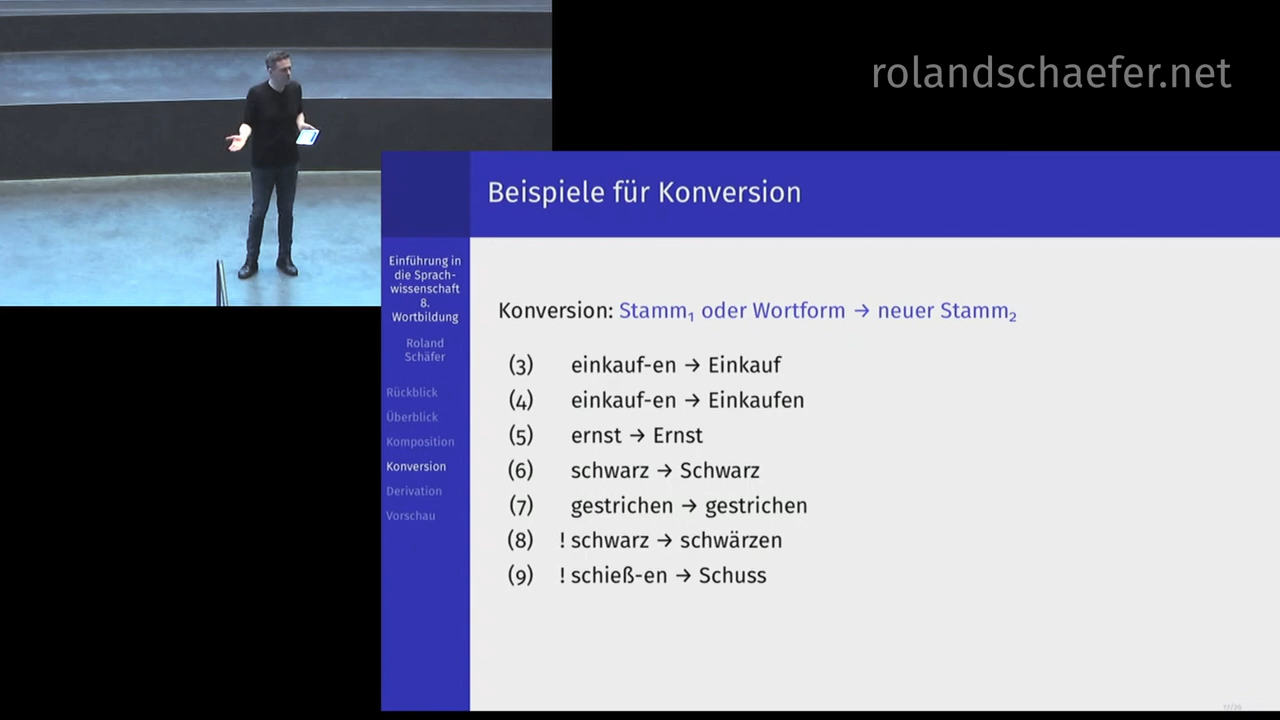 rolandschaefer.net
Beispiele für Konversion
Einführung in
die Sprach-
wissenschaft
8.
Wortbildung
Roland
Schäfer
Rückblick
Überblick
Komposition
Konversion
Derivation
Vorschau
Konversion: Stamm₁ oder Wortform → neuer Stamm₂
(3) einkauf-en → Einkauf
(4) einkauf-en → Einkaufen
(5) ernst → Ernst
(6) schwarz → Schwarz
(7) gestrichen → gestrichen
(8) ! schwarz → schwärzen
(9) ! schieß-en → Schuss